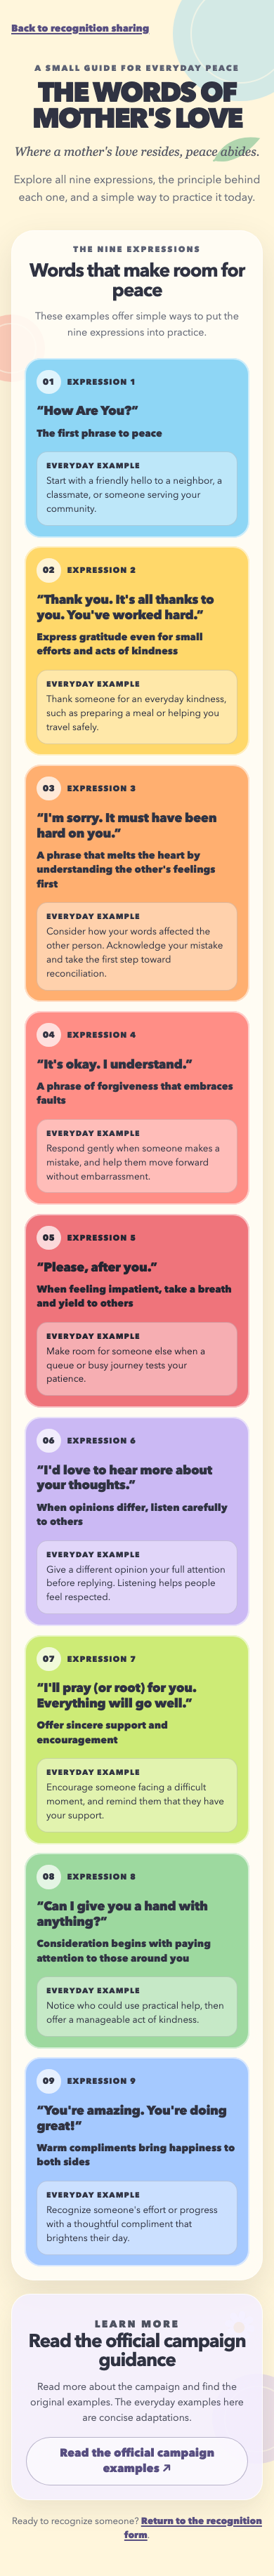 Back to recognition sharing
A SMALL GUIDE FOR EVERYDAY PEACE
THE WORDS OF
MOTHER'S LOVE
Where a mother's love resides, peace abides.
Explore all nine expressions, the principle behind
each one, and a simple way to practice it today.
THE NINE EXPRESSIONS
Words that make room for
peace
These examples offer simple ways to put the
nine expressions into practice.
01 EXPRESSION 1
“How Are You?”
The first phrase to peace
EVERYDAY EXAMPLE
Start with a friendly hello to a neighbor, a
classmate, or someone serving your
community.
02 EXPRESSION 2
“Thank you. It's all thanks to
you. You've worked hard.”
Express gratitude even for small
efforts and acts of kindness
EVERYDAY EXAMPLE
Thank someone for an everyday kindness,
such as preparing a meal or helping you
travel safely.
03 EXPRESSION 3
“I'm sorry. It must have been
hard on you.”
A phrase that melts the heart by
understanding the other's feelings
first
EVERYDAY EXAMPLE
Consider how your words affected the
other person. Acknowledge your mistake
and take the first step toward
reconciliation.
04 EXPRESSION 4
“It's okay. I understand.”
A phrase of forgiveness that embraces
faults
EVERYDAY EXAMPLE
Respond gently when someone makes a
mistake, and help them move forward
without embarrassment.
05 EXPRESSION 5
“Please, after you.”
When feeling impatient, take a breath
and yield to others
EVERYDAY EXAMPLE
Make room for someone else when a
queue or busy journey tests your
patience.
06 EXPRESSION 6
“I'd love to hear more about
your thoughts.”
When opinions differ, listen carefully
to others
EVERYDAY EXAMPLE
Give a different opinion your full attention
before replying. Listening helps people
feel respected.
07 EXPRESSION 7
“I'll pray (or root) for you.
Everything will go well.”
Offer sincere support and
encouragement
EVERYDAY EXAMPLE
Encourage someone facing a difficult
moment, and remind them that they have
your support.
08 EXPRESSION 8
“Can I give you a hand with
anything?”
Consideration begins with paying
attention to those around you
EVERYDAY EXAMPLE
Notice who could use practical help, then
offer a manageable act of kindness.
09 EXPRESSION 9
“You're amazing. You're doing
great!”
Warm compliments bring happiness to
both sides
EVERYDAY EXAMPLE
Recognize someone's effort or progress
with a thoughtful compliment that
brightens their day.
LEARN MORE
Read the official campaign
guidance
Read more about the campaign and find the
original examples. The everyday examples here
are concise adaptations.
Read the official campaign
examples ↗
Ready to recognize someone? Return to the recognition
form.